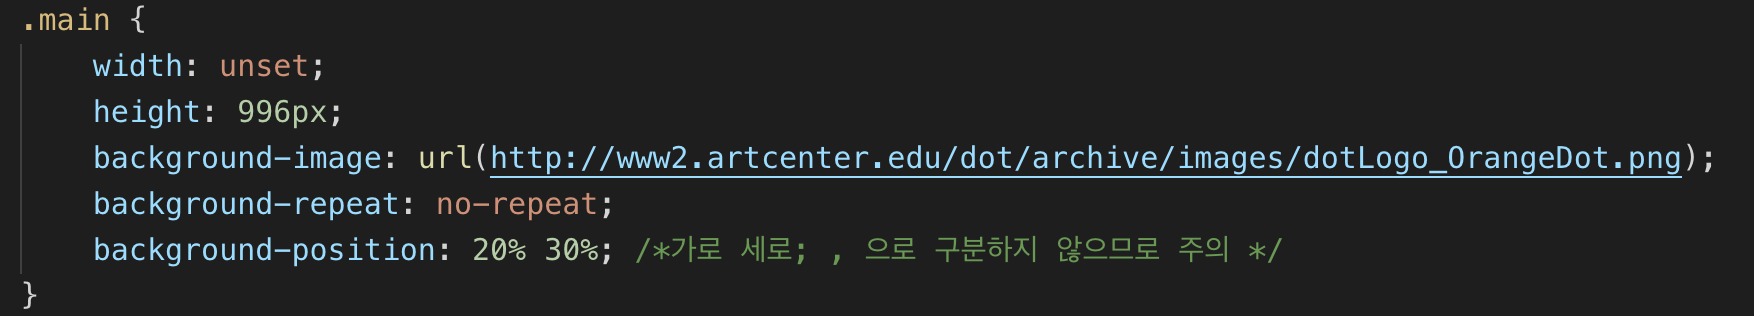 .main {
    width: unset;
    height: 996px;
    background-image: url(http://www2.artcenter.edu/dot/archive/images/dotLogo_OrangeDot.png);
    background-repeat: no-repeat;
    background-position: 20% 30%; /*가로 세로; , 으로 구분하지 않으므로 주의 */
}